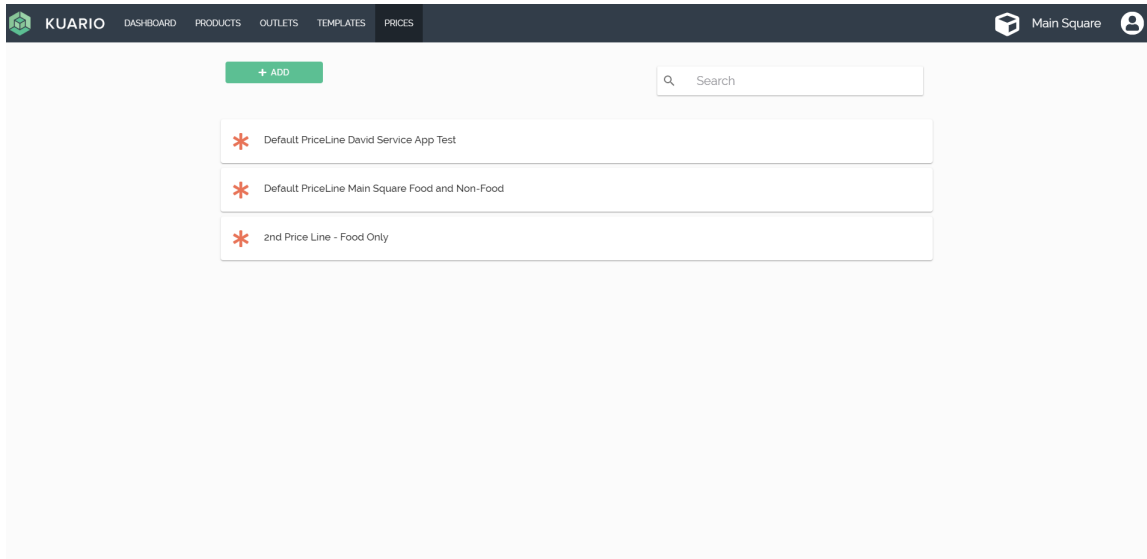 KUARIO DASHBOARD PRODUCTS OUTLETS TEMPLATES PRICES Main Square
+ ADD
Search
Default PriceLine David Service App Test
Default PriceLine Main Square Food and Non-Food
2nd Price Line - Food Only